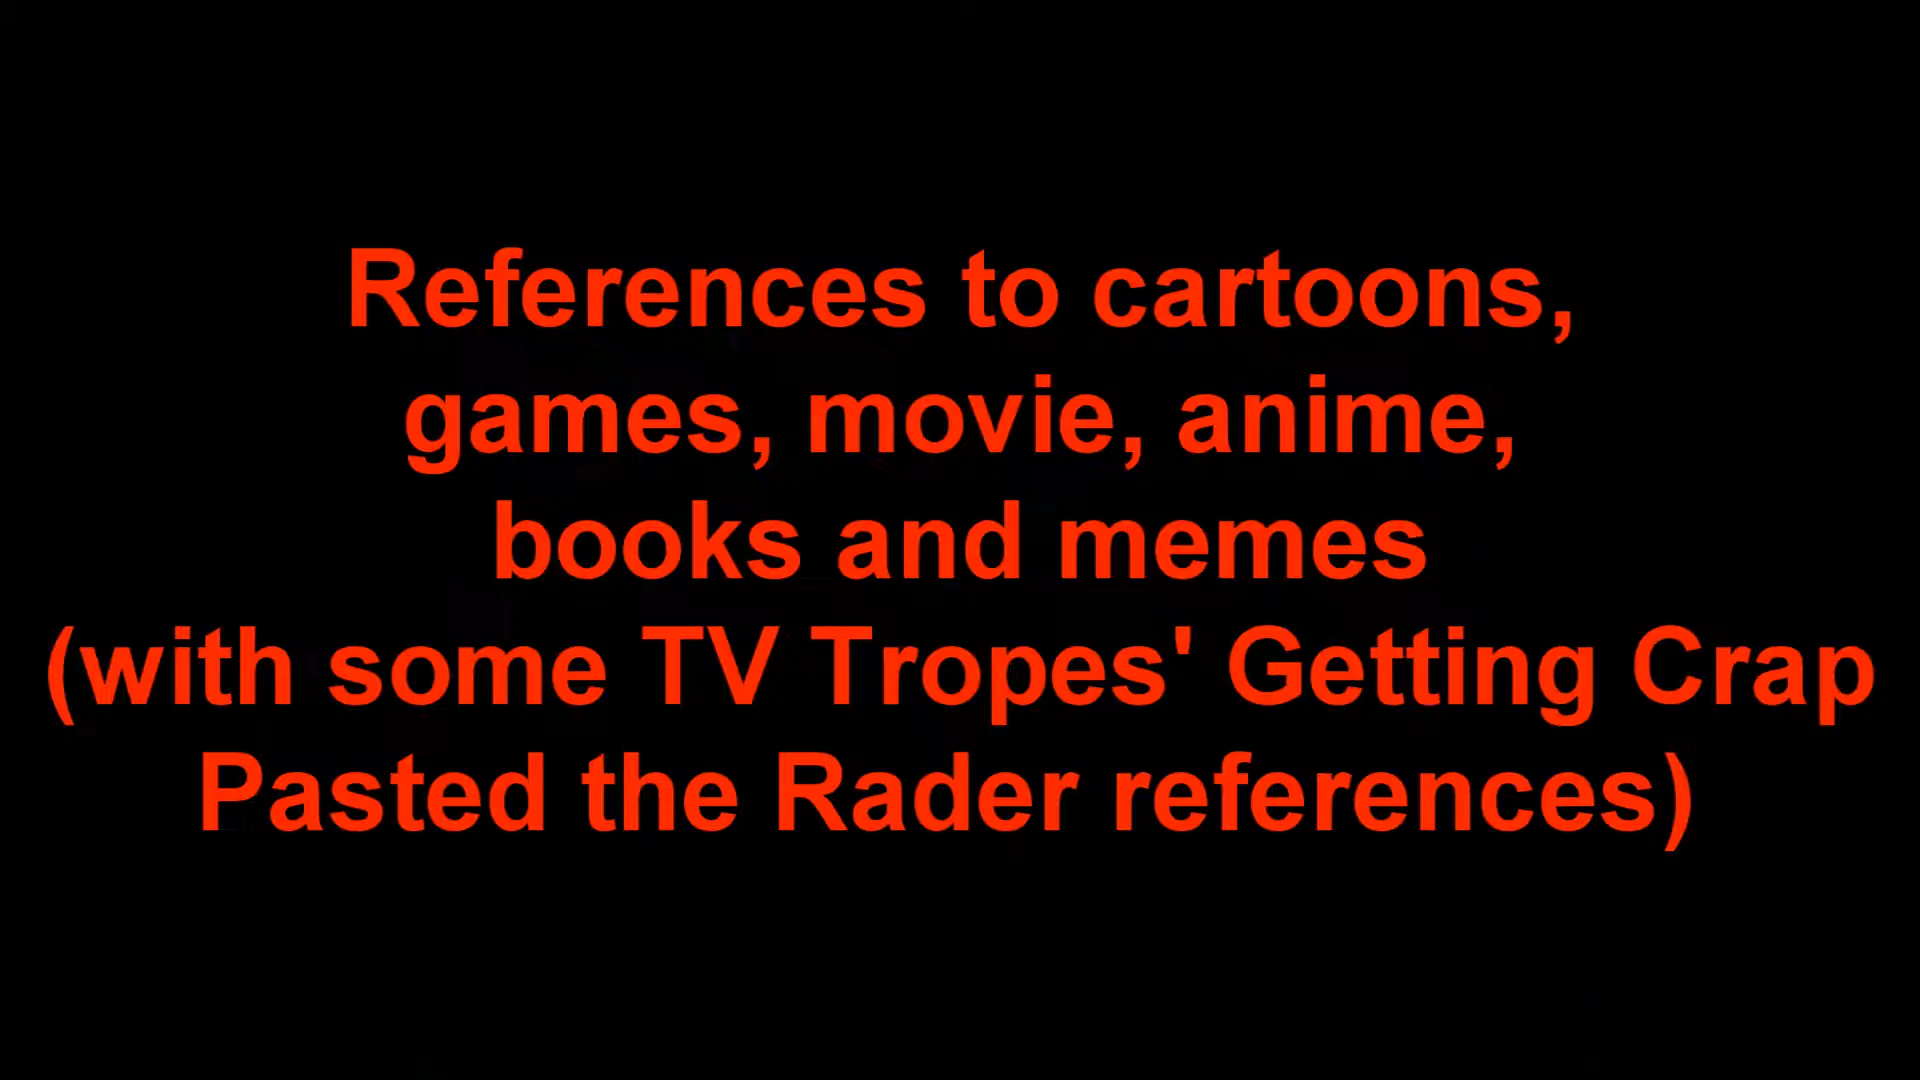 References to cartoons,
games, movie, anime,
books and memes
(with some TV Tropes' Getting Crap
Pasted the Rader references)